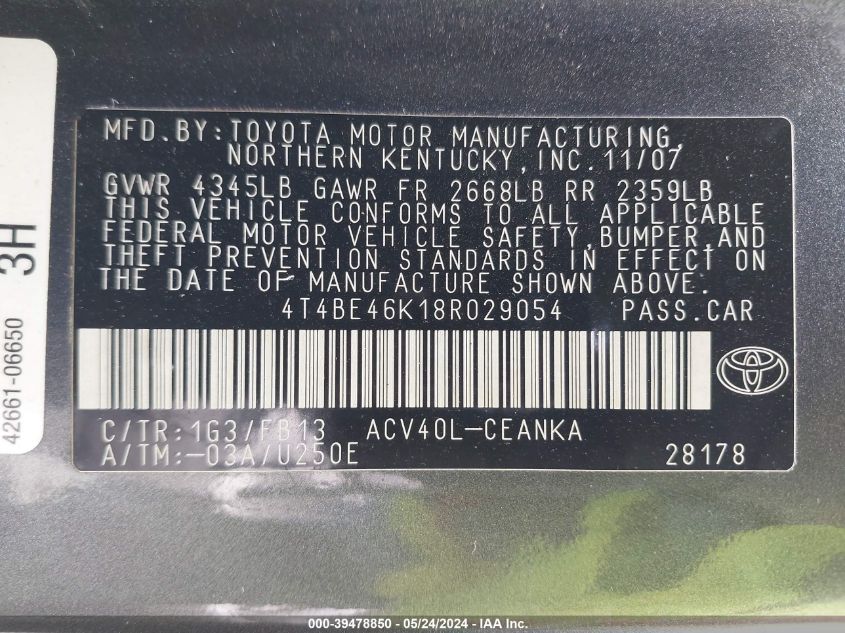 MFD.BY:TOYOTA MOTOR MANUFACTURING,
NORTHERN KENTUCKY,INC.11/07
GVWR 4345LB GAWR FR 2668LB RR 2359LB
THIS VEHICLE CONFORMS TO ALL APPLICABLE
FEDERAL MOTOR VEHICLE SAFETY,BUMPER,AND
THEFT PREVENTION STANDARDS IN EFFECT ON
THE DATE OF MANUFACTURE SHOWN ABOVE.
4T4BE46K18R029054 PASS.CAR
C/TR:1G3/FB13 ACV40L-CEANKA
A/TM:-03A/U250E 28178
42661-06650 3H
000-39478850 - 05/24/2024 - IAA Inc.